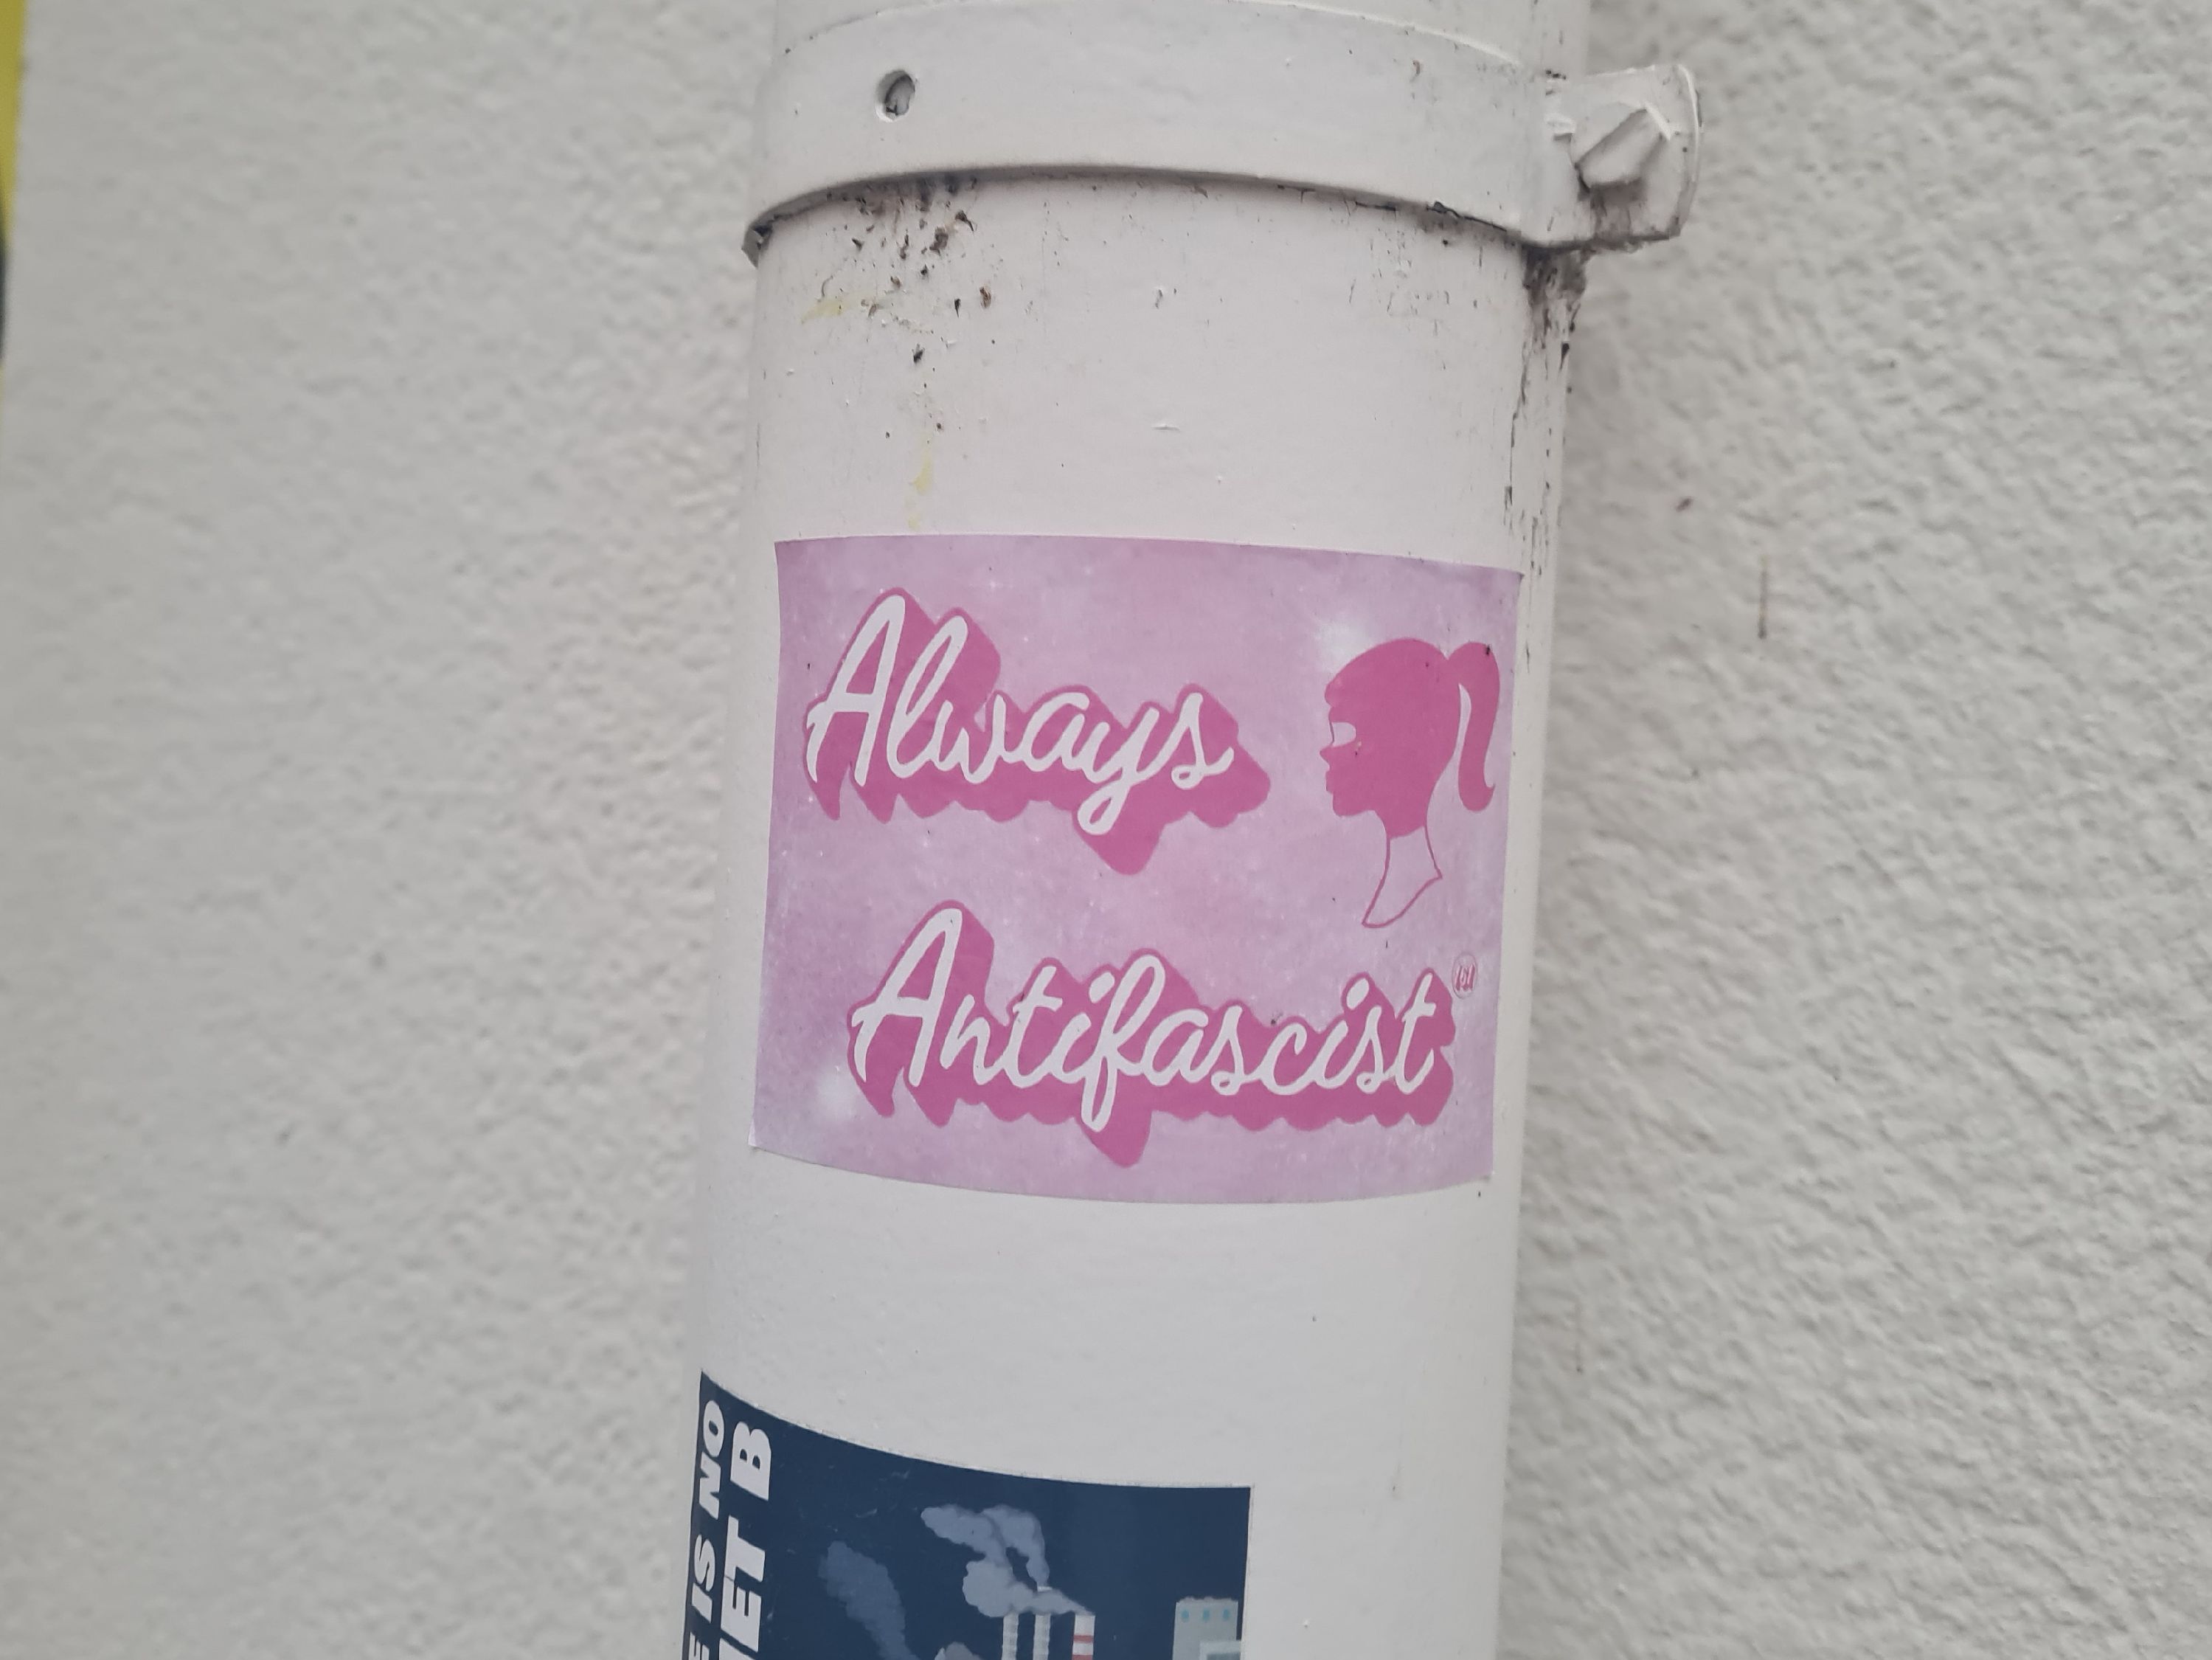 Always
Antifascist
IS NO
ET B